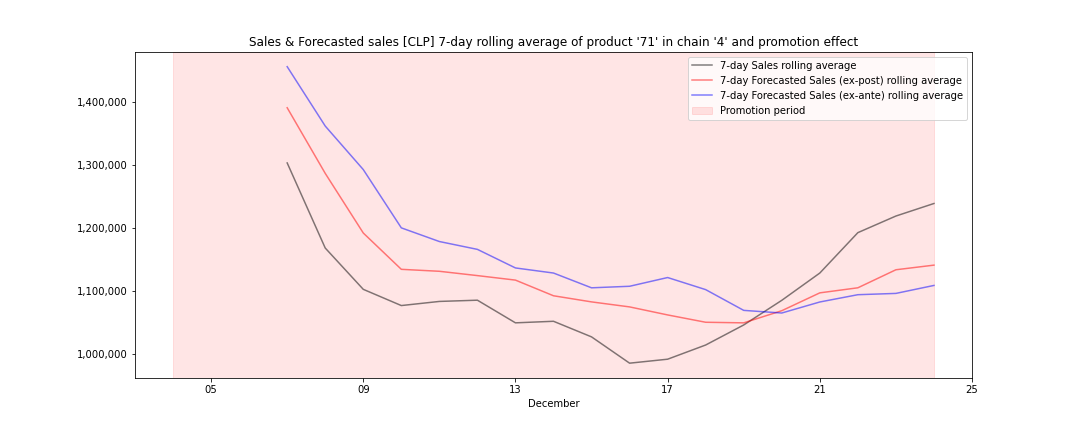 Sales & Forecasted sales [CLP] 7-day rolling average of product '71' in chain '4' and promotion effect
7-day Sales rolling average
7-day Forecasted Sales (ex-post) rolling average
7-day Forecasted Sales (ex-ante) rolling average
Promotion period
1,400,000
1,300,000
1,200,000
1,100,000
1,000,000
05 09 13 17 21 25
December